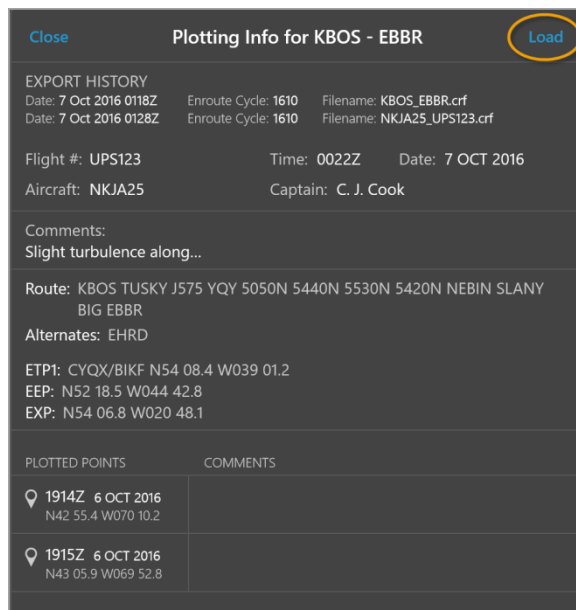 Close Plotting Info for KBOS - EBBR Load
EXPORT HISTORY
Date: 7 Oct 2016 0118Z Enroute Cycle: 1610 Filename: KBOS_EBBR.crf
Date: 7 Oct 2016 0128Z Enroute Cycle: 1610 Filename: NKJA25_UPS123.crf
Flight #: UPS123 Time: 0022Z Date: 7 OCT 2016
Aircraft: NKJA25 Captain: C. J. Cook
Comments:
Slight turbulence along...
Route: KBOS TUSKY J575 YQY 5050N 5440N 5530N 5420N NEBIN SLANY
BIG EBBR
Alternates: EHRD
ETP1: CYQX/BIKF N54 08.4 W039 01.2
EEP: N52 18.5 W044 42.8
EXP: N54 06.8 W020 48.1
PLOTTED POINTS COMMENTS
1914Z 6 OCT 2016
N42 55.4 W070 10.2
1915Z 6 OCT 2016
N43 05.9 W069 52.8